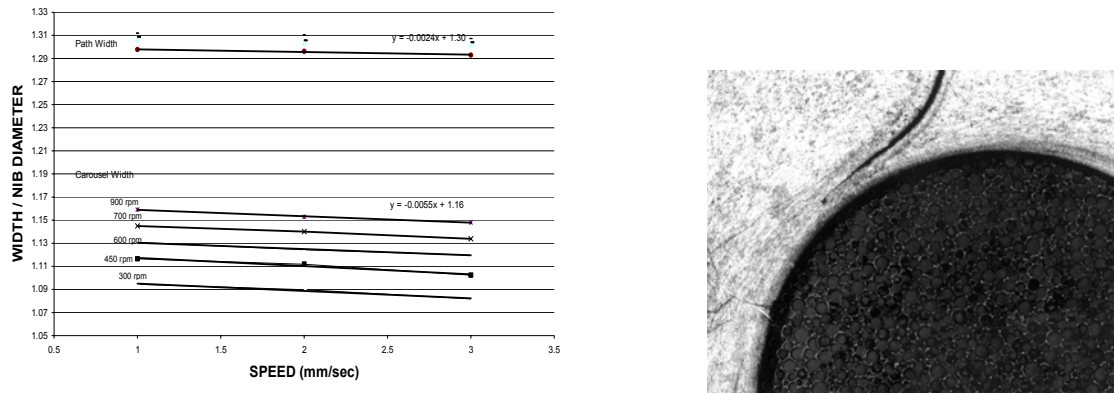 1.33
1.31
1.29
1.27
1.25
1.23
1.21
1.19
1.17
1.15
1.13
1.11
1.09
1.07
1.05
WIDTH / NIB DIAMETER
Path Width
y = -0.0024x + 1.30
Carousel Width
900 rpm
y = -0.0055x + 1.16
700 rpm
600 rpm
450 rpm
300 rpm
0.5 1 1.5 2 2.5 3 3.5
SPEED (mm/sec)